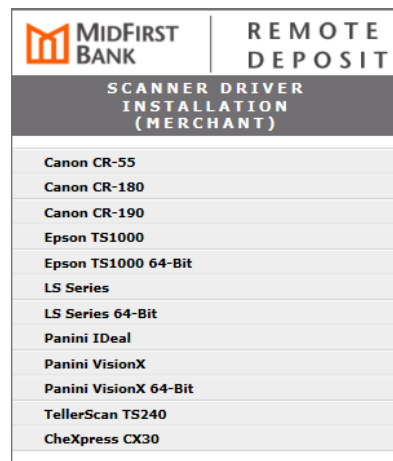 MIDFIRST
BANK
REMOTE
DEPOSIT
SCANNER DRIVER
INSTALLATION
(MERCHANT)
Canon CR-55
Canon CR-180
Canon CR-190
Epson TS1000
Epson TS1000 64-Bit
LS Series
LS Series 64-Bit
Panini IDeal
Panini VisionX
Panini VisionX 64-Bit
TellerScan TS240
CheXpress CX30